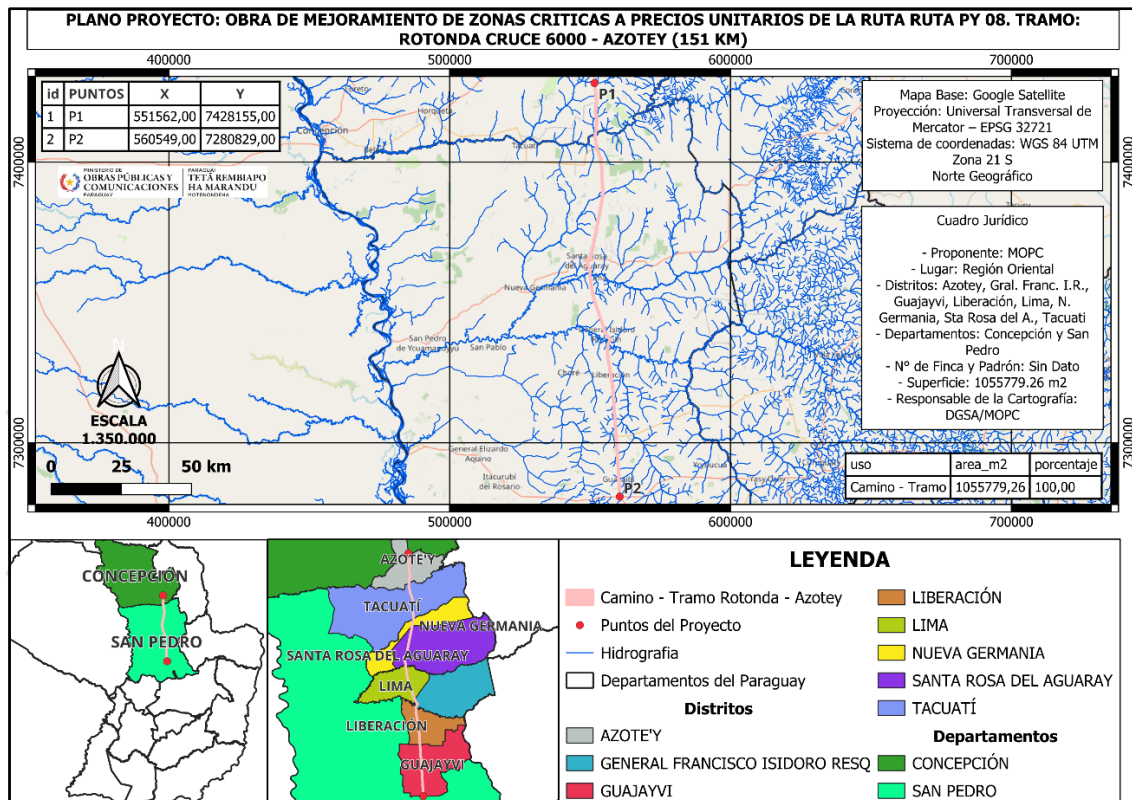 PLANO PROYECTO: OBRA DE MEJORAMIENTO DE ZONAS CRITICAS A PRECIOS UNITARIOS DE LA RUTA RUTA PY 08. TRAMO:
ROTONDA CRUCE 6000 - AZOTEY (151 KM)
400000
500000
600000
700000
id PUNTOS X Y
1 P1 551562,00 7428155,00
2 P2 560549,00 7280829,00
MINISTERIO DE
OBRAS PÚBLICAS Y
COMUNICACIONES
PARAGUAY
PARAGUÁI
TETÃ REMBIAPO
HA MARANDU
MOTENONDEHA
Mapa Base: Google Satellite
Proyección: Universal Transversal de
Mercator – EPSG 32721
Sistema de coordenadas: WGS 84 UTM
Zona 21 S
Norte Geográfico
Cuadro Jurídico
- Proponente: MOPC
- Lugar: Región Oriental
- Distritos: Azotey, Gral. Franc. I.R.,
Guajayvi, Liberación, Lima, N.
Germania, Sta Rosa del A., Tacuati
- Departamentos: Concepción y San
Pedro
- N° de Finca y Padrón: Sin Dato
- Superficie: 1055779.26 m2
- Responsable de la Cartografía:
DGSA/MOPC
7400000
7400000
7300000
7300000
P1
Loreto
Horqueta
Concepción
Tacuatí
Santa Rosa
del Aguaray
Nueva Germania
San Pedro
de Ycuamandyyu
San Pablo
General Isidoro
Choré
Liberación
General Elizardo
Aquino
Itacurubí
del Rosario
P2
N
ESCALA
1.350.000
0 25 50 km
uso area_m2 porcentaje
Camino - Tramo 1055779,26 100,00
400000
500000
600000
700000
CONCEPCIÓN
SAN PEDRO
AZOTE'Y
TACUATÍ
NUEVA GERMANIA
SANTA ROSA DEL AGUARAY
LIMA
LIBERACIÓN
GUAJAYVI
LEYENDA
Camino - Tramo Rotonda - Azotey
Puntos del Proyecto
Hidrografia
Departamentos del Paraguay
Distritos
AZOTE'Y
GENERAL FRANCISCO ISIDORO RESQ
GUAJAYVI
LIBERACIÓN
LIMA
NUEVA GERMANIA
SANTA ROSA DEL AGUARAY
TACUATÍ
Departamentos
CONCEPCIÓN
SAN PEDRO